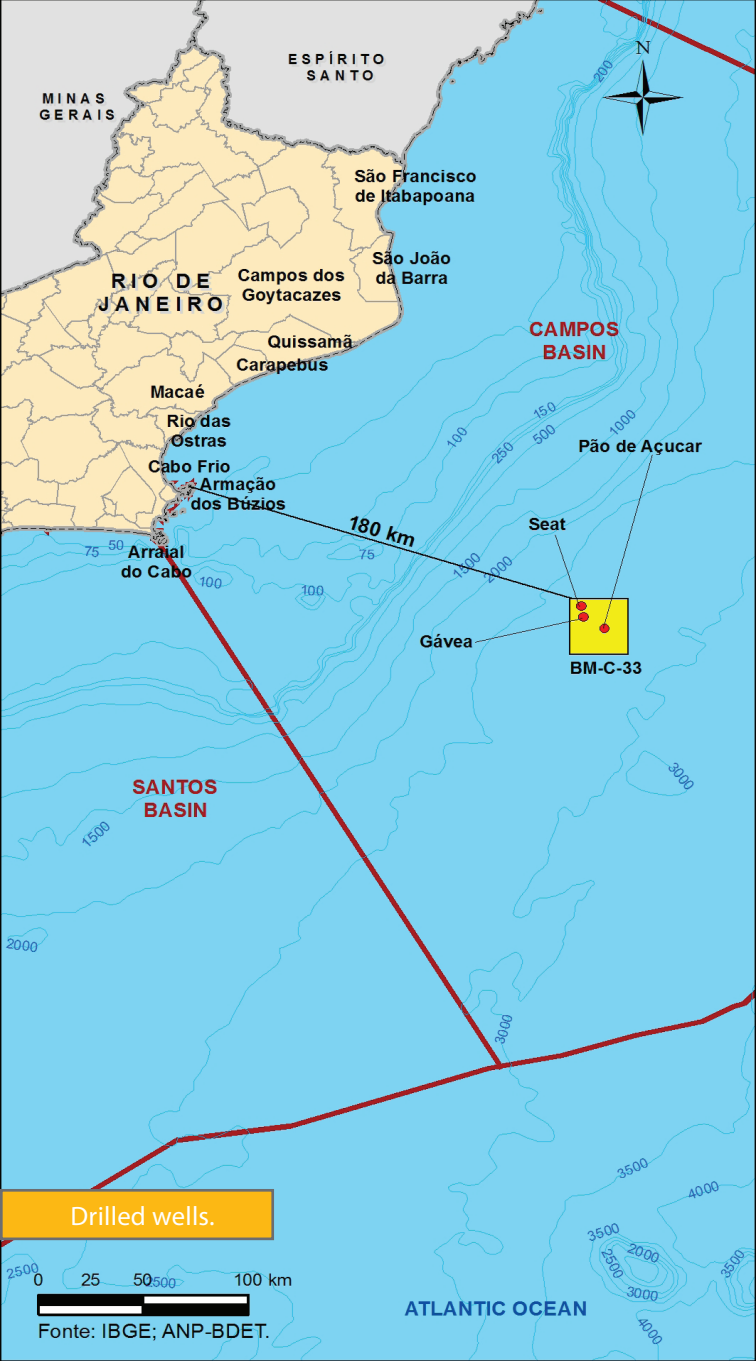 N
ESPÍRITO
SANTO
MINAS
GERAIS
200
São Francisco
de Itabapoana
São João
da Barra
RIO DE
JANEIRO
Campos dos
Goytacazes
CAMPOS
BASIN
Quissamã
Carapebus
Macaé
150
1000
Rio das
Ostras
100
500
250
Pão de Açucar
Cabo Frio
Armação
dos Búzios
180 km
Seat
75 50
Arraial
do Cabo
75
1500
2000
100
100
Gávea
BM-C-33
3000
SANTOS
BASIN
1500
2000
3000
3500
4000
Drilled wells.
3500
2000
2500
3000
3500
4000
2500
2500
0 25 50 100 km
ATLANTIC OCEAN
Fonte: IBGE; ANP-BDET.